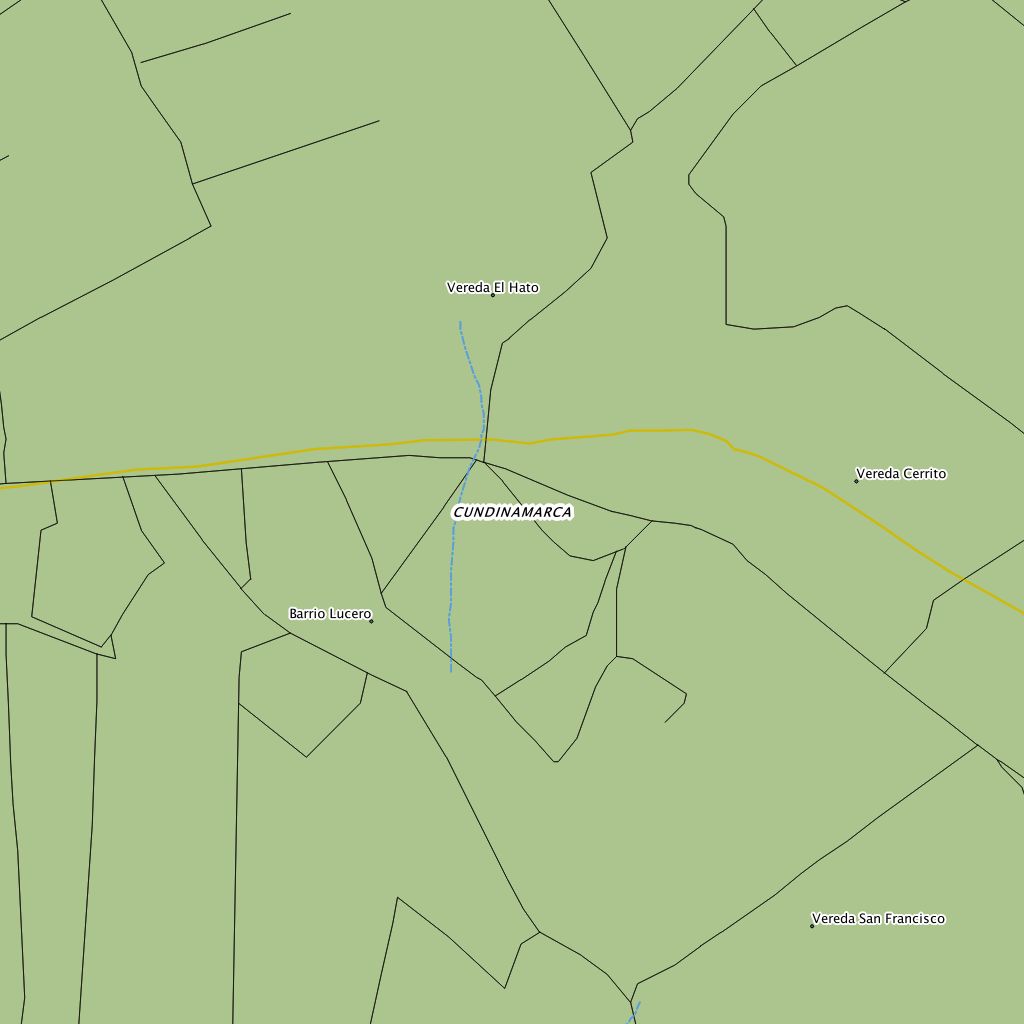 Vereda El Hato
Vereda Cerrito
CUNDINAMARCA
Barrio Lucero
Vereda San Francisco